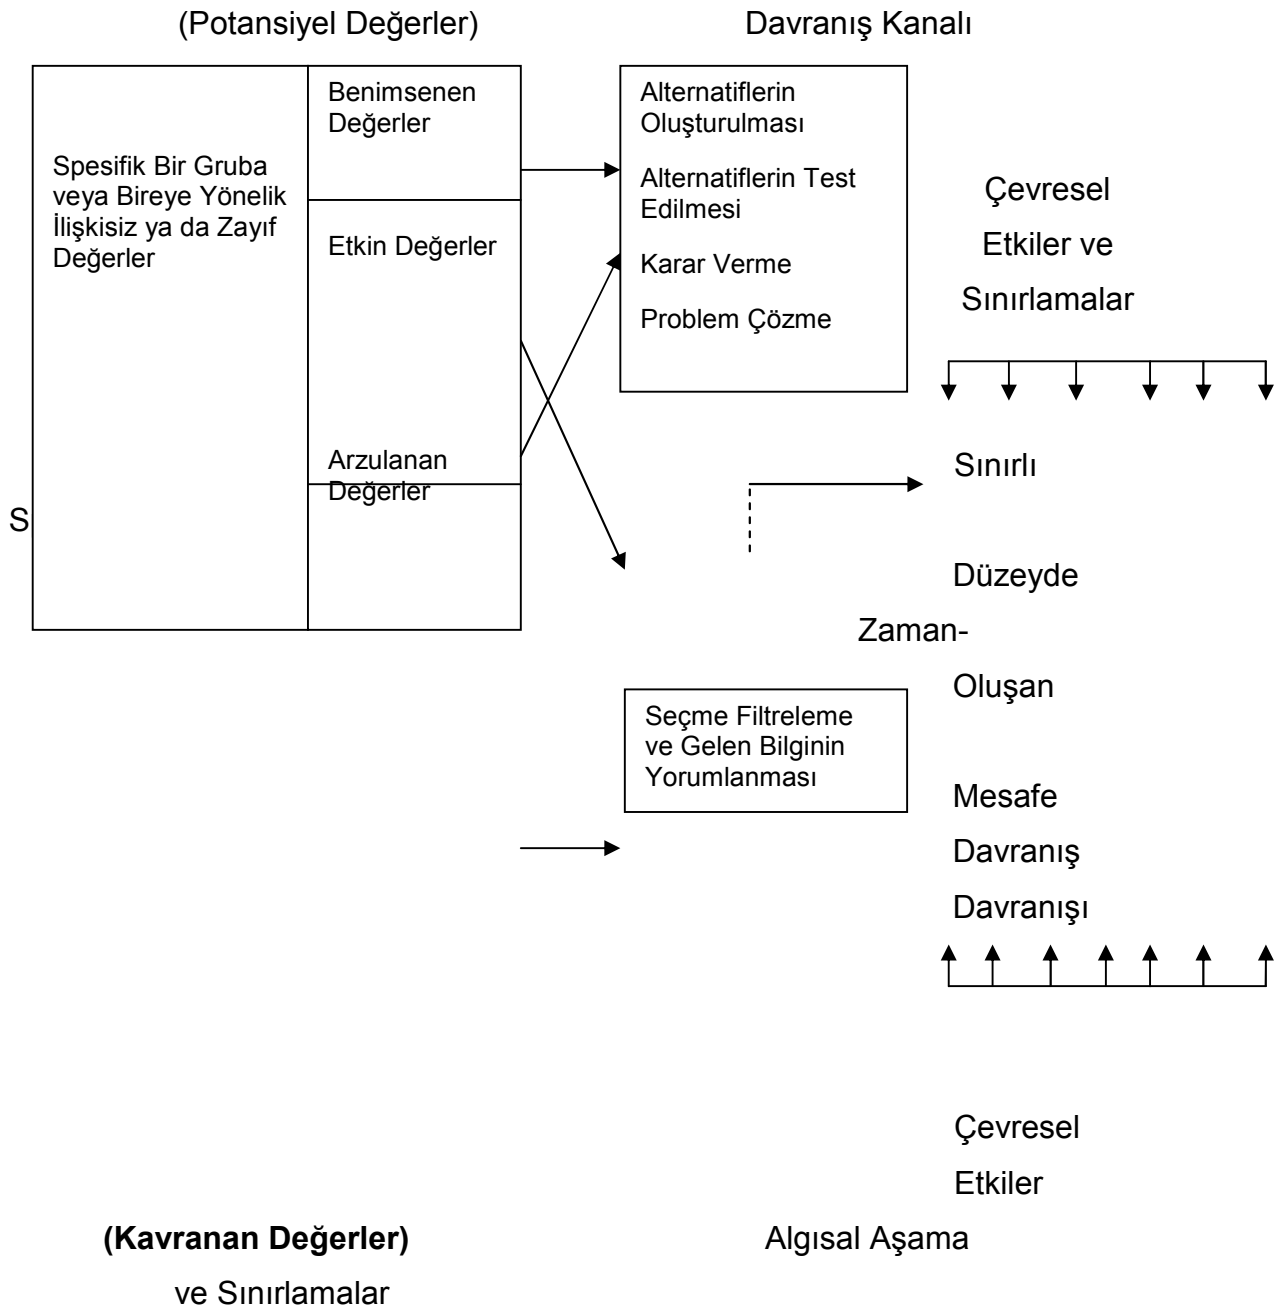 (Potansiyel Değerler)
Davranış Kanalı
Spesifik Bir Gruba
veya Bireye Yönelik
İlişkisiz ya da Zayıf
Değerler
Benimsenen
Değerler
Etkin Değerler
Arzulanan
Değerler
Alternatiflerin
Oluşturulması
Alternatiflerin Test
Edilmesi
Karar Verme
Problem Çözme
Çevresel
Etkiler ve
Sınırlamalar
S
Sınırlı
Düzeyde
Zaman-
Oluşan
Seçme Filtreleme
ve Gelen Bilginin
Yorumlanması
Mesafe
Davranış
Davranışı
Çevresel
Etkiler
(Kavranan Değerler)
Algısal Aşama
ve Sınırlamalar